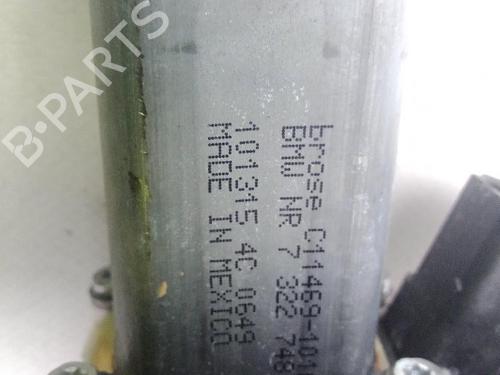 B-PARTS
brose C11469-101
BMW NR 7 322 748
101315 4C 0649
MADE IN MEXICO